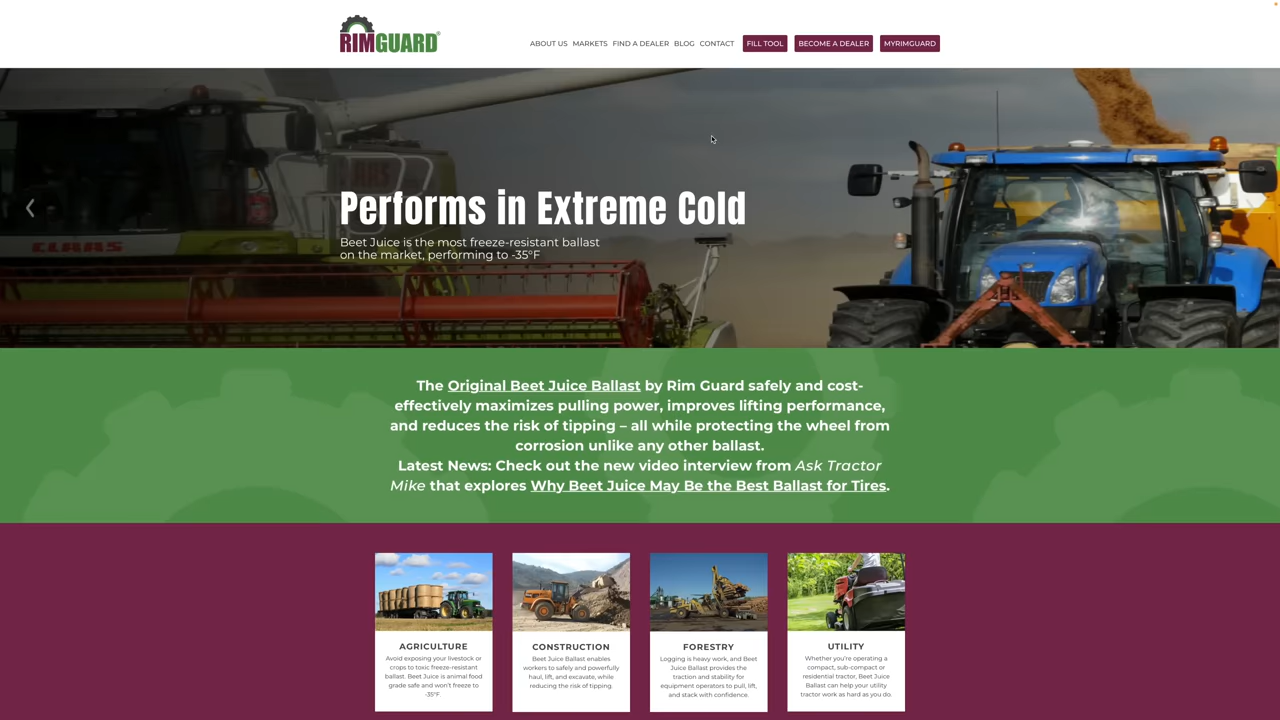 RIMGUARD®
ABOUT US MARKETS FIND A DEALER BLOG CONTACT FILL TOOL BECOME A DEALER MYRIMGUARD
CLAAS
Performs in Extreme Cold
Beet Juice is the most freeze-resistant ballast
on the market, performing to -35°F
The Original Beet Juice Ballast by Rim Guard safely and cost-
effectively maximizes pulling power, improves lifting performance,
and reduces the risk of tipping – all while protecting the wheel from
corrosion unlike any other ballast.
Latest News: Check out the new video interview from Ask Tractor
Mike that explores Why Beet Juice May Be the Best Ballast for Tires.
AGRICULTURE
Avoid exposing your livestock or
crops to toxic freeze-resistant
ballast. Beet Juice is animal food
grade safe and won't freeze to
-35°F.
CONSTRUCTION
Beet Juice Ballast enables
workers to safely and powerfully
haul, lift, and excavate, while
reducing the risk of tipping.
FORESTRY
Logging is heavy work, and Beet
Juice Ballast provides the
traction and stability for
equipment operators to pull, lift,
and stack with confidence.
UTILITY
Whether you're operating a
compact, sub-compact or
residential tractor, Beet Juice
Ballast can help your utility
tractor work as hard as you do.